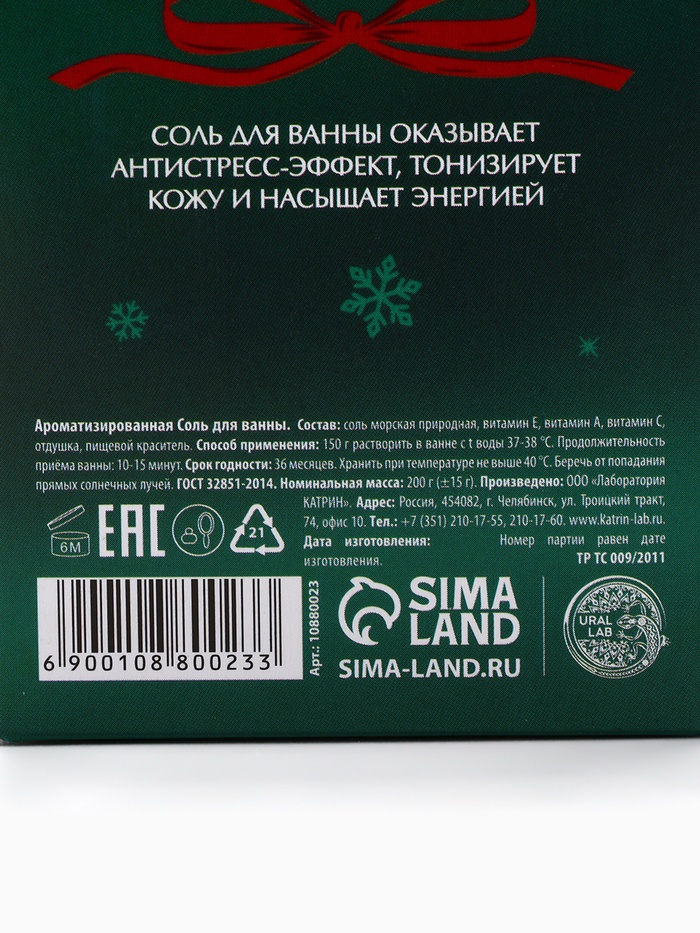 СОЛЬ ДЛЯ ВАННЫ ОКАЗЫВАЕТ
АНТИСТРЕСС-ЭФФЕКТ, ТОНИЗИРУЕТ
КОЖУ И НАСЫЩАЕТ ЭНЕРГИЕЙ
Ароматизированная Соль для ванны. Состав: соль морская природная, витамин Е, витамин А, витамин С,
отдушка, пищевой краситель. Способ применения: 150 г растворить в ванне с t воды 37-38 °С. Продолжительность
приёма ванны: 10-15 минут. Срок годности: 36 месяцев. Хранить при температуре не выше 40 °С. Беречь от попадания
прямых солнечных лучей. ГОСТ 32851-2014. Номинальная масса: 200 г (±15 г). Произведено: ООО «Лаборатория
КАТРИН». Адрес: Россия, 454082, г. Челябинск, ул. Троицкий тракт,
74, офис 10. Тел.: +7 (351) 210-17-55, 210-17-60. www.katrin-lab.ru.
Дата изготовления: Номер партии равен дате
изготовления. ТР ТС 009/2011
6М
ЕАС
21
6 900108 800233
Арт.: 10880023
SIMA
LAND
SIMA-LAND.RU
URAL
LAB